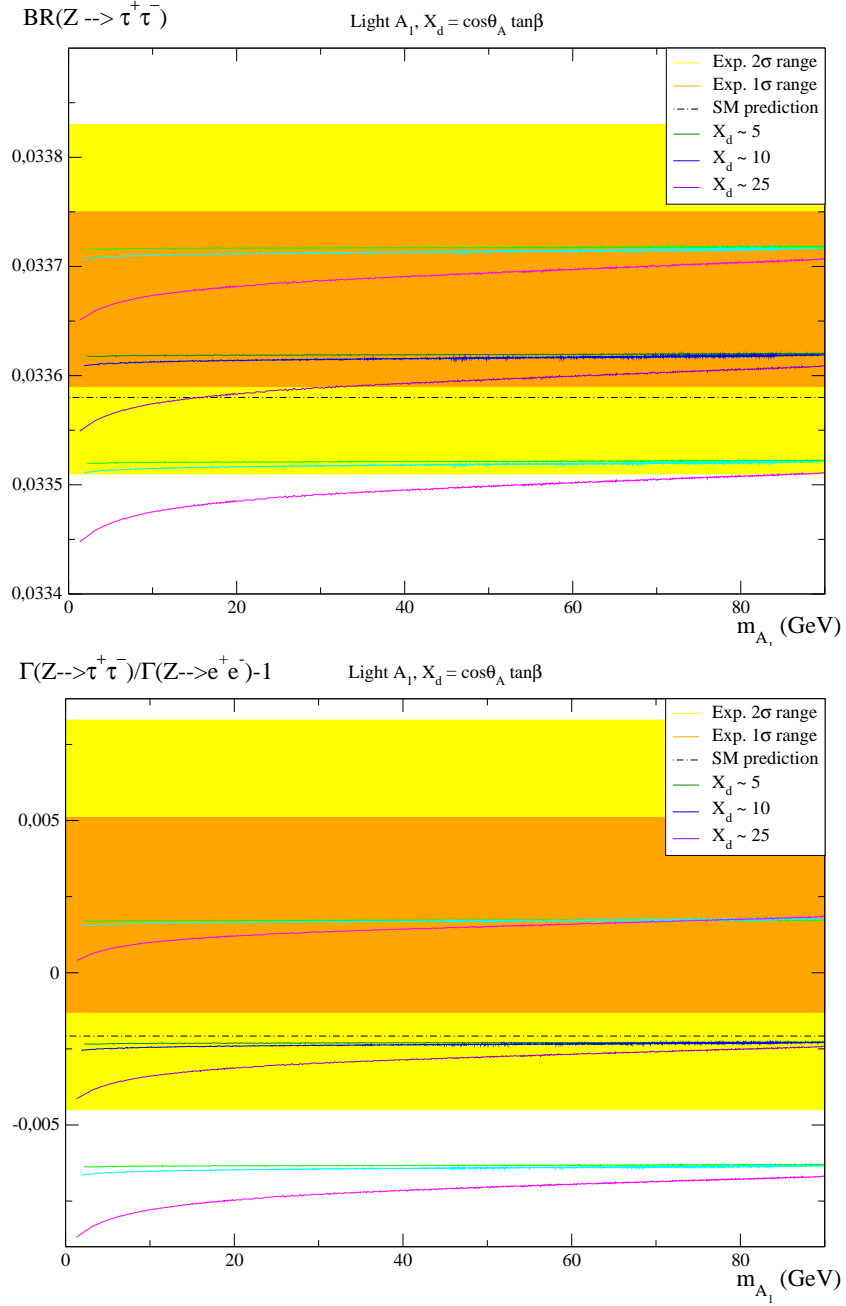 BR(Z --> τ⁺τ⁻)
Light A₁, X_d = cosθ_A tanβ
Exp. 2σ range
Exp. 1σ range
SM prediction
X_d ~ 5
X_d ~ 10
X_d ~ 25
0,0338
0,0337
0,0336
0,0335
0,0334
0 20 40 60 80
m_A₁ (GeV)
Γ(Z-->τ⁺τ⁻)/Γ(Z-->e⁺e⁻)-1
Light A₁, X_d = cosθ_A tanβ
Exp. 2σ range
Exp. 1σ range
SM prediction
X_d ~ 5
X_d ~ 10
X_d ~ 25
0,005
0
-0,005
0 20 40 60 80
m_A₁ (GeV)